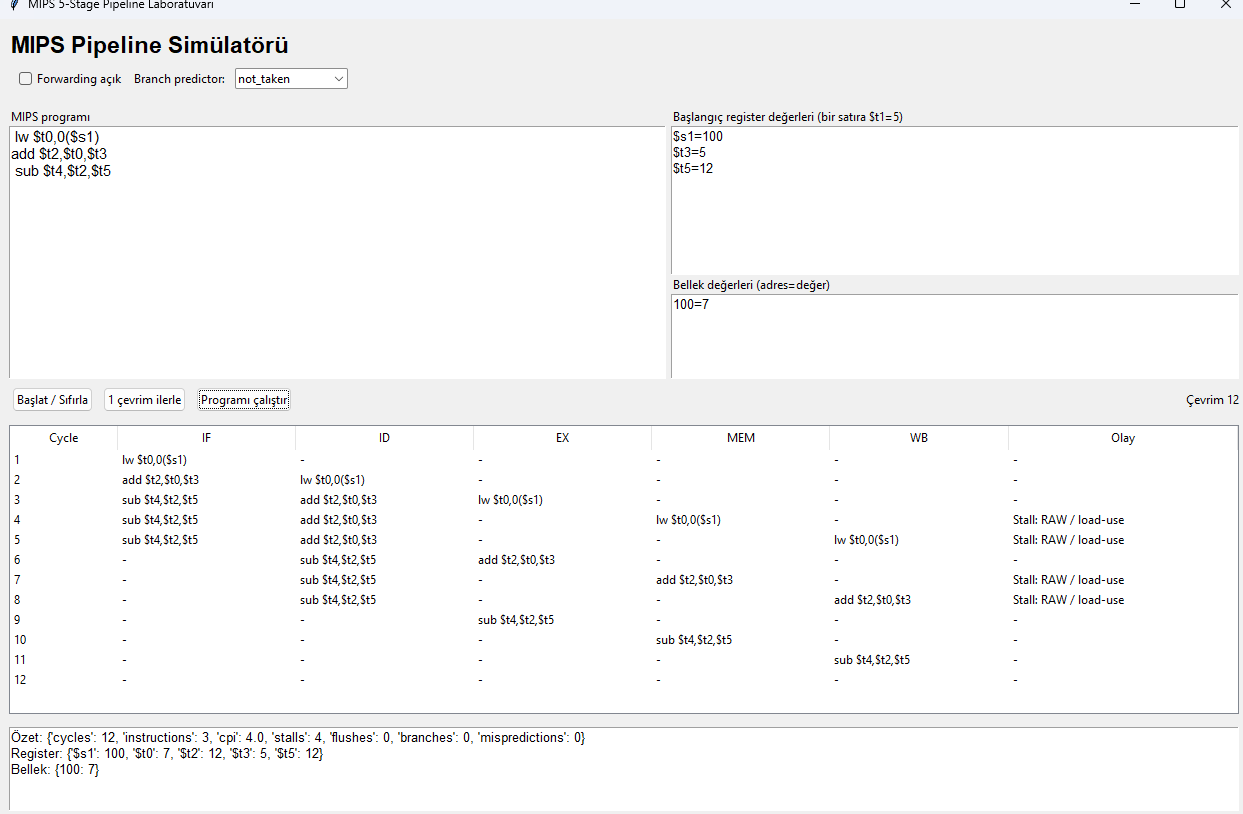 MIPS 5-Stage Pipeline Laboratuvarı
MIPS Pipeline Simülatörü
Forwarding açık Branch predictor: not_taken
MIPS programı
lw $t0,0($s1)
add $t2,$t0,$t3
sub $t4,$t2,$t5
Başlangıç register değerleri (bir satıra $t1=5)
$s1=100
$t3=5
$t5=12
Bellek değerleri (adres=değer)
100=7
Başlat / Sıfırla 1 çevrim ilerle Programı çalıştır Çevrim 12
Cycle IF ID EX MEM WB Olay
1 lw $t0,0($s1) - - - - -
2 add $t2,$t0,$t3 lw $t0,0($s1) - - - -
3 sub $t4,$t2,$t5 add $t2,$t0,$t3 lw $t0,0($s1) - - -
4 sub $t4,$t2,$t5 add $t2,$t0,$t3 - lw $t0,0($s1) - Stall: RAW / load-use
5 sub $t4,$t2,$t5 add $t2,$t0,$t3 - - lw $t0,0($s1) Stall: RAW / load-use
6 - sub $t4,$t2,$t5 add $t2,$t0,$t3 - - -
7 - sub $t4,$t2,$t5 - add $t2,$t0,$t3 - Stall: RAW / load-use
8 - sub $t4,$t2,$t5 - - add $t2,$t0,$t3 Stall: RAW / load-use
9 - - sub $t4,$t2,$t5 - - -
10 - - - sub $t4,$t2,$t5 - -
11 - - - - sub $t4,$t2,$t5 -
12 - - - - - -
Özet: {'cycles': 12, 'instructions': 3, 'cpi': 4.0, 'stalls': 4, 'flushes': 0, 'branches': 0, 'mispredictions': 0}
Register: {'$s1': 100, '$t0': 7, '$t2': 12, '$t3': 5, '$t5': 12}
Bellek: {100: 7}